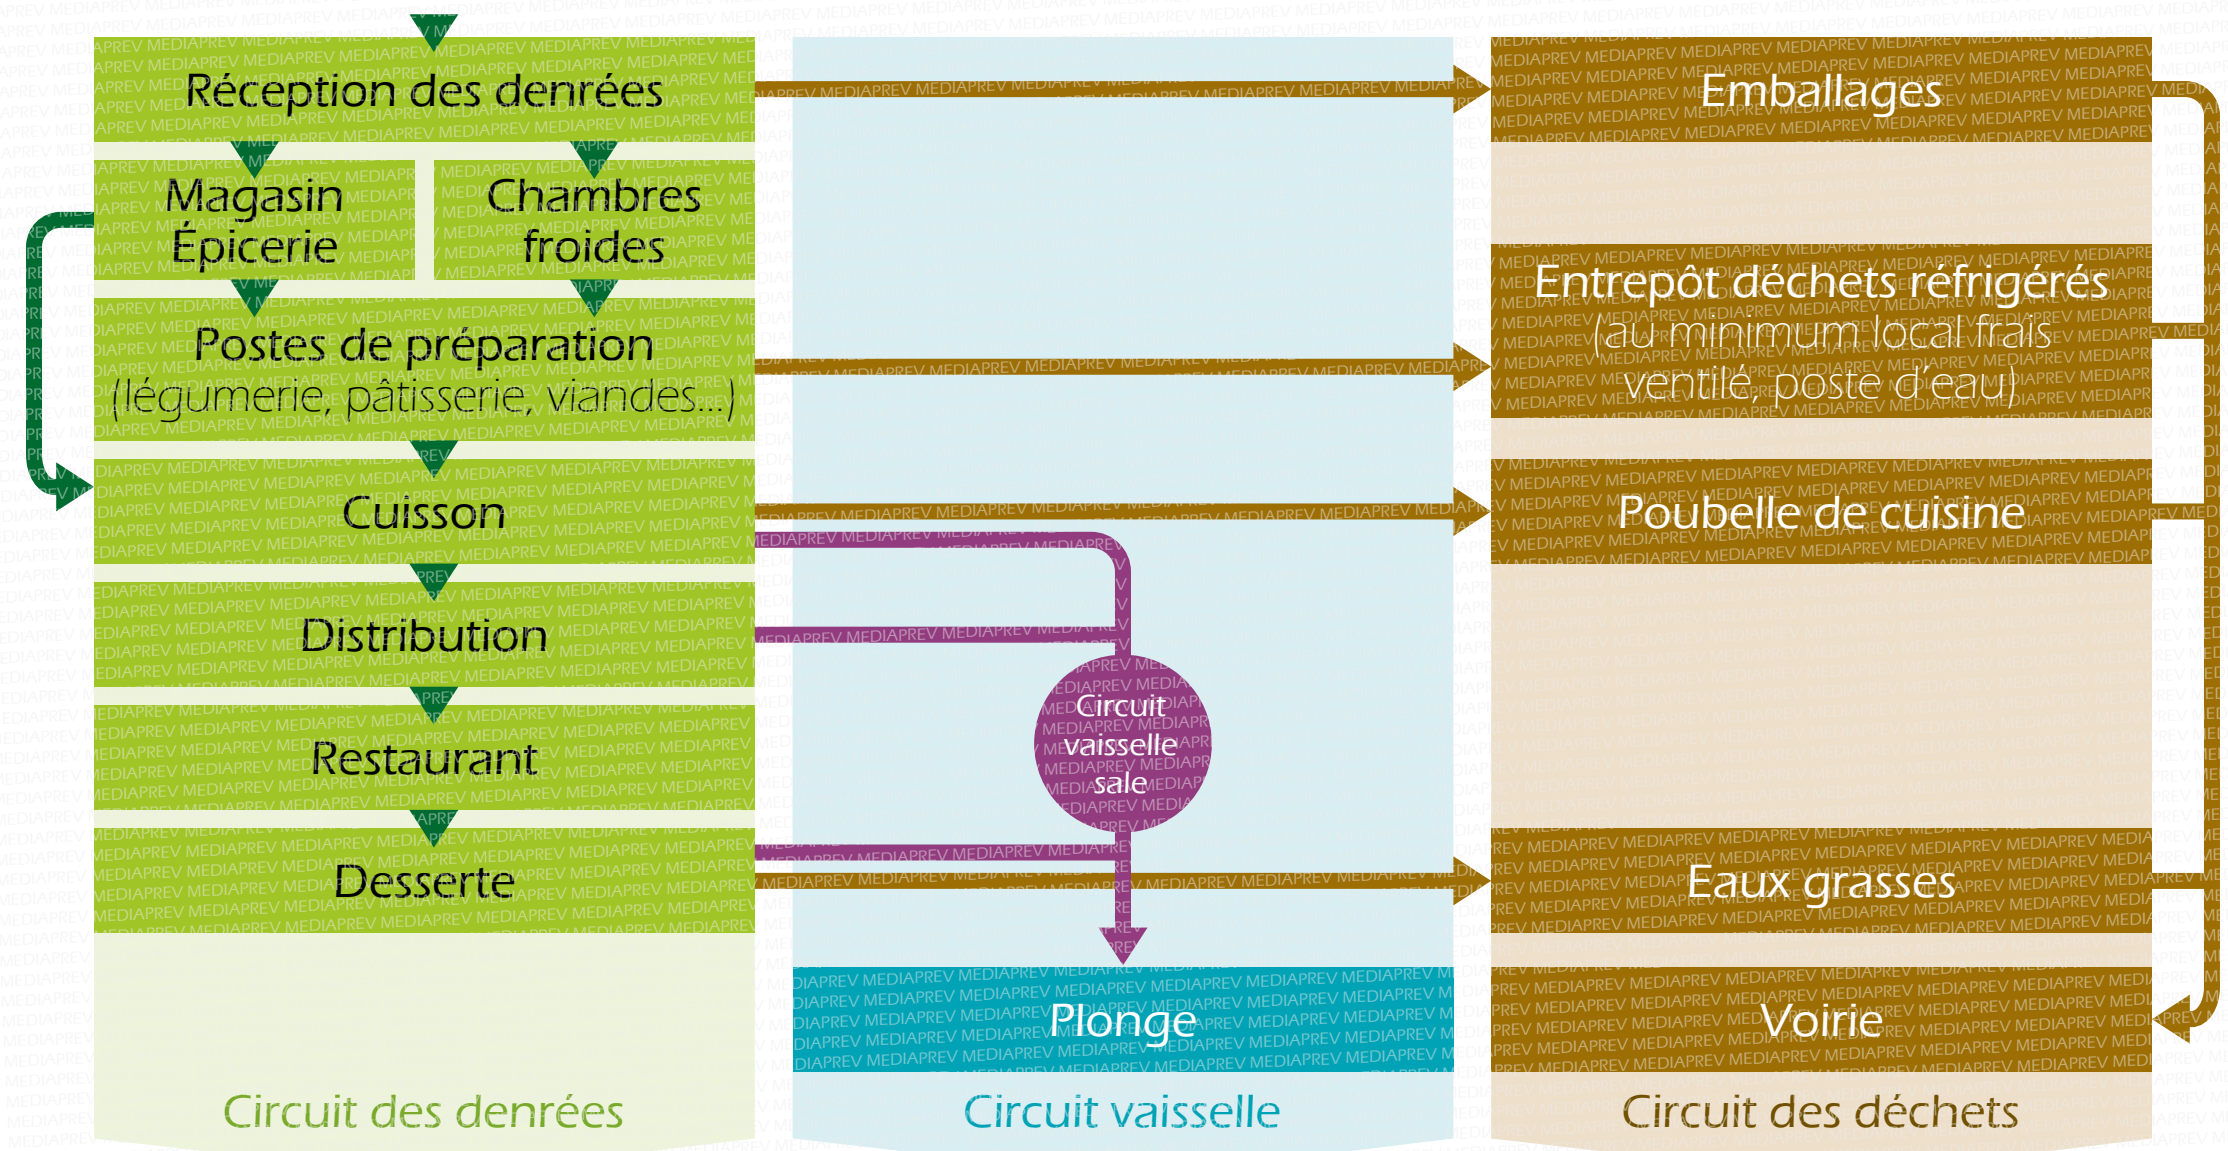 Réception des denrées
Magasin
Épicerie
Chambres
froides
Postes de préparation
(légumerie, pâtisserie, viandes...)
Cuisson
Distribution
Restaurant
Desserte
Circuit des denrées
Circuit
vaisselle
sale
Plonge
Circuit vaisselle
Emballages
Entrepôt déchets réfrigérés
(au minimum local frais
ventilé, poste d’eau)
Poubelle de cuisine
Eaux grasses
Voirie
Circuit des déchets
MEDIAPREV